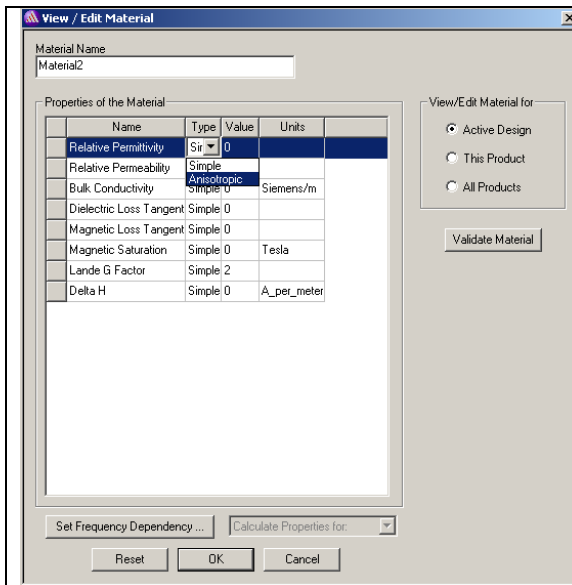 View / Edit Material
Material Name
Material2
Properties of the Material
Name Type Value Units
Relative Permittivity Sir 0
Relative Permeability Simple
Anisotropic
Bulk Conductivity Simple 0 Siemens/m
Dielectric Loss Tangent Simple 0
Magnetic Loss Tangent Simple 0
Magnetic Saturation Simple 0 Tesla
Lande G Factor Simple 2
Delta H Simple 0 A_per_meter
View/Edit Material for
Active Design
This Product
All Products
Validate Material
Set Frequency Dependency ... Calculate Properties for:
Reset OK Cancel